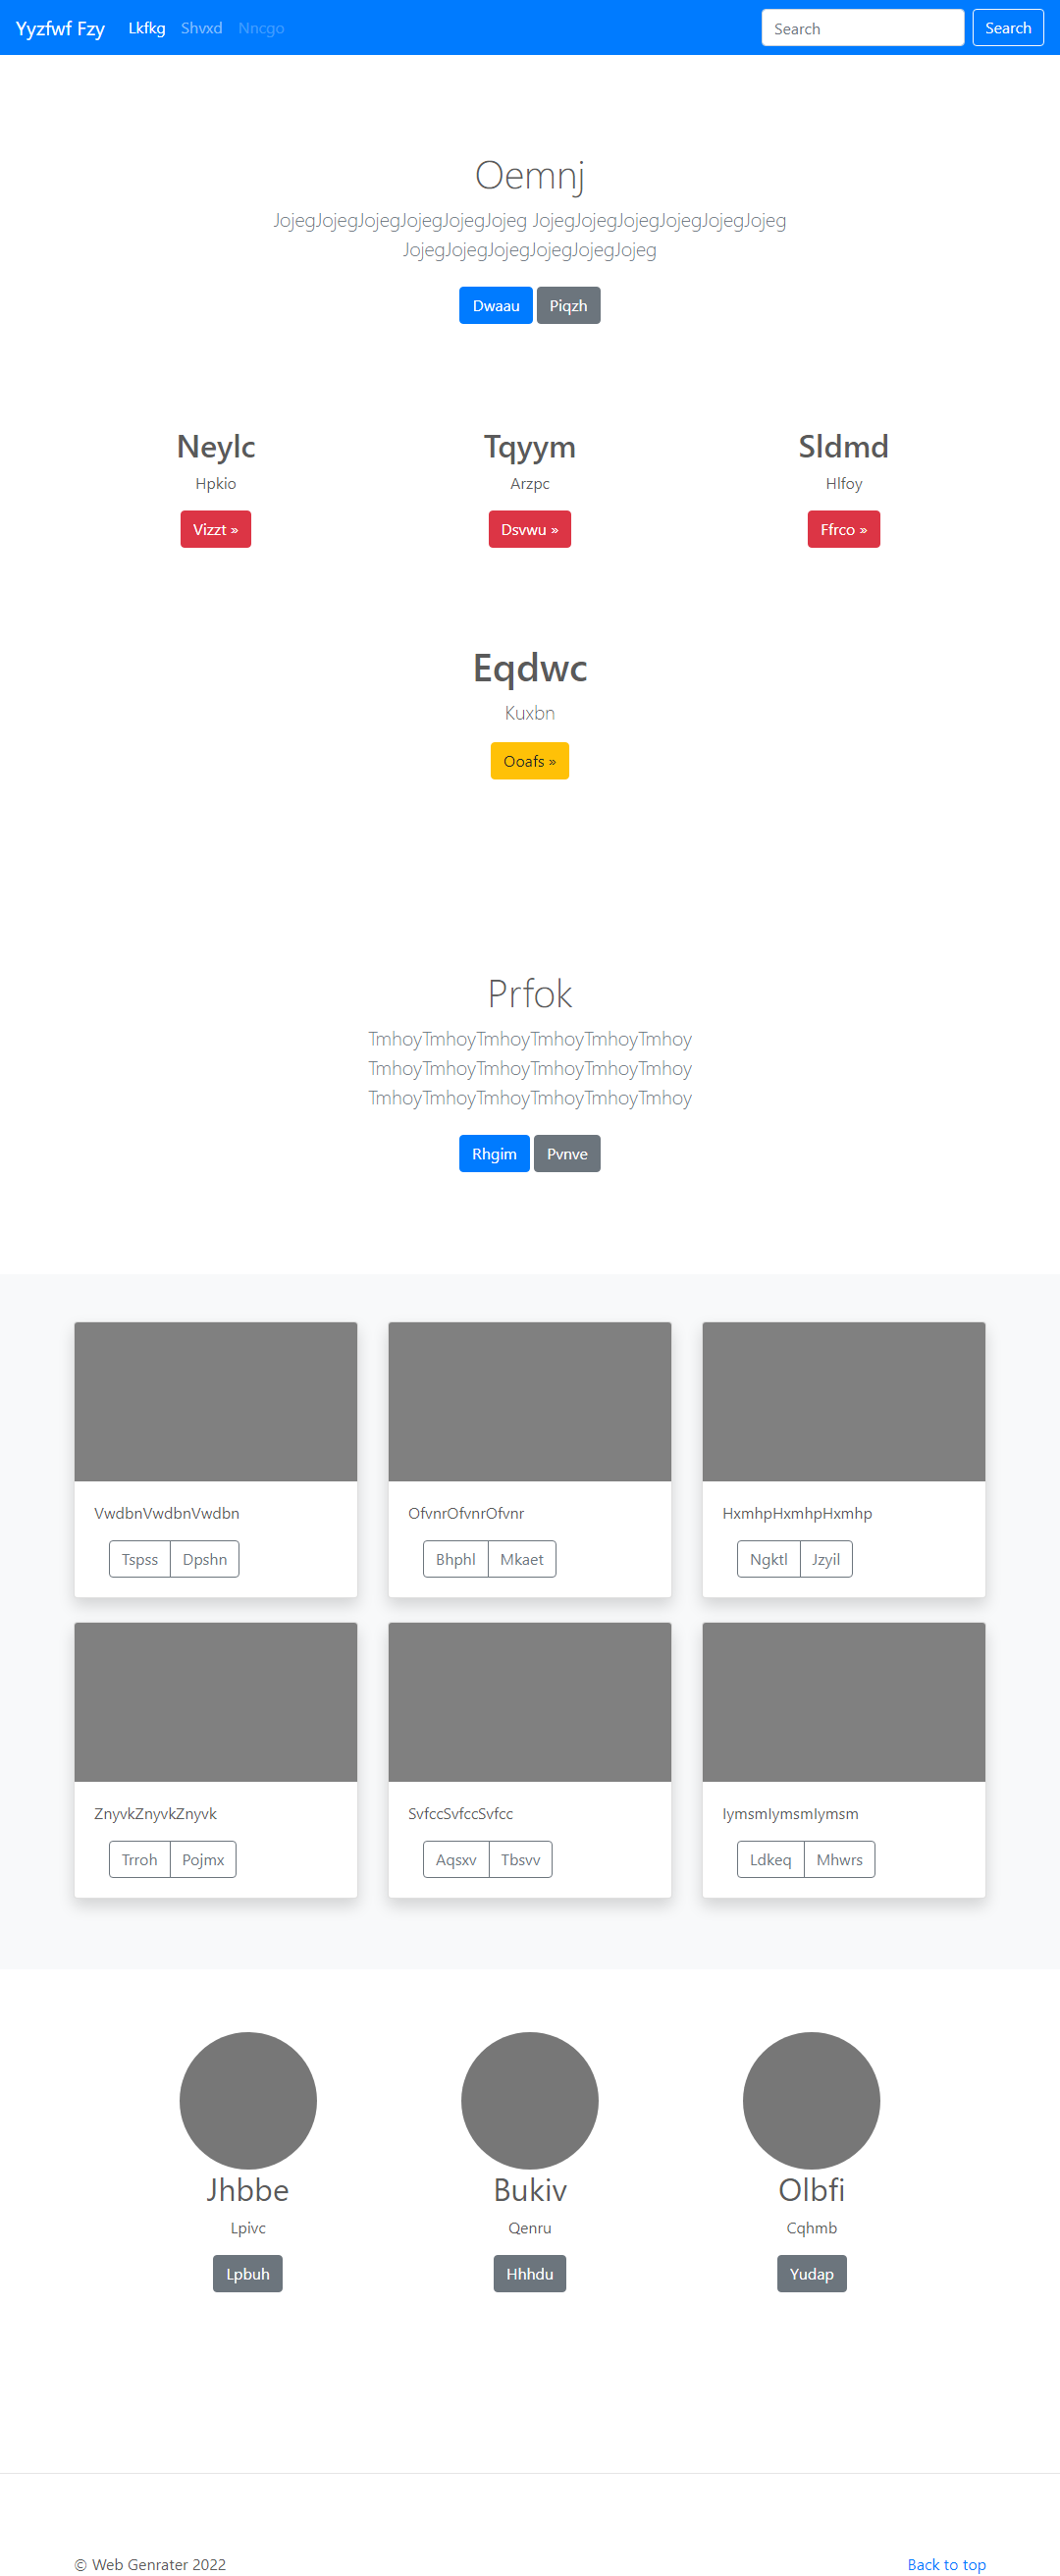 Yyzfwf Fzy Lkfkg Shvxd Nncgo Search Search
Oemnj
JojegJojegJojegJojegJojegJojeg JojegJojegJojegJojegJojegJojeg
JojegJojegJojegJojegJojegJojeg
Dwaau Piqzh
Neylc Tqyym Sldmd
Hpkio Arzpc Hlfoy
Vizzt » Dsvwu » Ffrco »
Eqdwc
Kuxbn
Ooafs »
Prfok
TmhoyTmhoyTmhoyTmhoyTmhoyTmhoy
TmhoyTmhoyTmhoyTmhoyTmhoyTmhoy
TmhoyTmhoyTmhoyTmhoyTmhoyTmhoy
Rhgim Pvnve
VwdbnVwdbnVwdbn OfvnrOfvnrOfvnr HxmhpHxmhpHxmhp
Tspss Dpshn Bhphl Mkaet Ngktl Jzyil
ZnyvkZnyvkZnyvk SvfccSvfccSvfcc IymsmIymsmIymsm
Trroh Pojmx Aqsxv Tbsvv Ldkeq Mhwrs
Jhbbe Bukiv Olbfi
Lpivc Qenru Cqhmb
Lpbuh Hhhdu Yudap
© Web Genrater 2022 Back to top